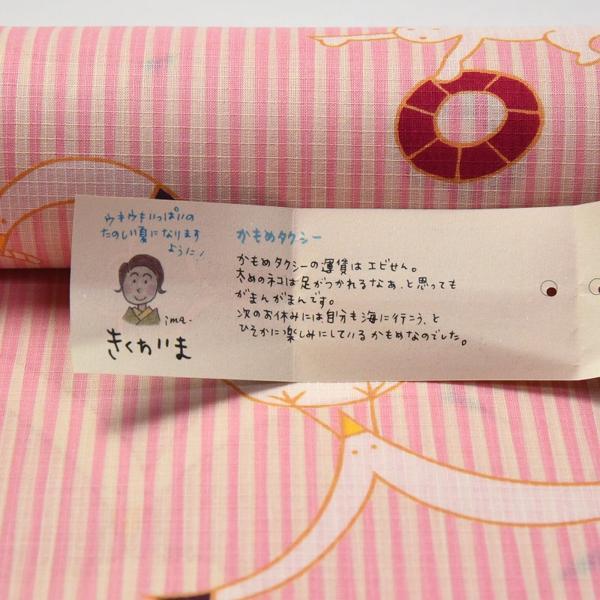 ウキウキいっぱいの
たのしい夏になります
ように！
ima.
きくちいま
かもめタクシー
かもめタクシーの運賃はエビせん。
太めのネコは足がつかれるなぁ、と思っても
がまんがまんです。
次のお休みには自分も海に行こう、と
ひそかに楽しみにしているかもめなのでした。